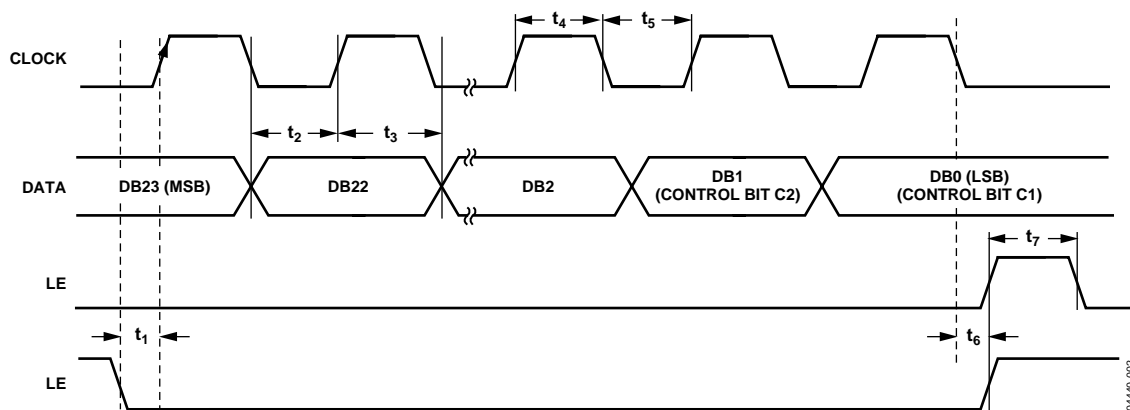 t4
t5
CLOCK
t2
t3
DATA
DB23 (MSB)
DB22
DB2
DB1
(CONTROL BIT C2)
DB0 (LSB)
(CONTROL BIT C1)
t7
LE
t1
t6
LE